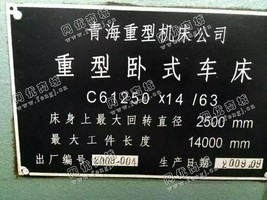 青海重型机床公司
重型卧式车床
C61250 x14/63
床身上最大回转直径 2500 mm
最大工件长度 14000 mm
出厂编号 2008-004 生产日期 2009.09